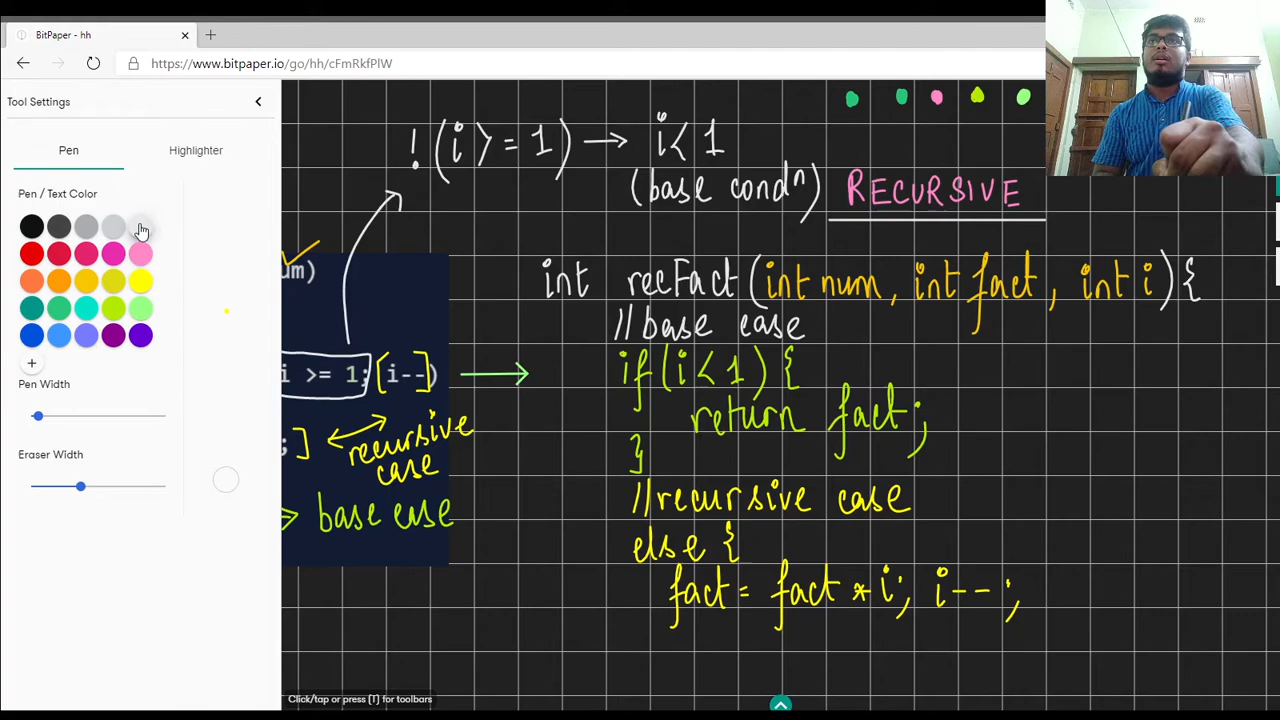 BitPaper - hh
https://www.bitpaper.io/go/hh/cFmRkfPlW
Tool Settings
Pen
Highlighter
Pen / Text Color
Pen Width
Eraser Width
!(i >= 1) → i < 1
(base condⁿ)
RECURSIVE
um)
i >= 1; [i--])
;] ↔ recursive
case
→ base case
int recFact(int num, int fact, int i){
//base case
if(i < 1){
return fact;
}
//recursive case
else {
fact = fact * i; i--;
Click/tap or press [1] for toolbars